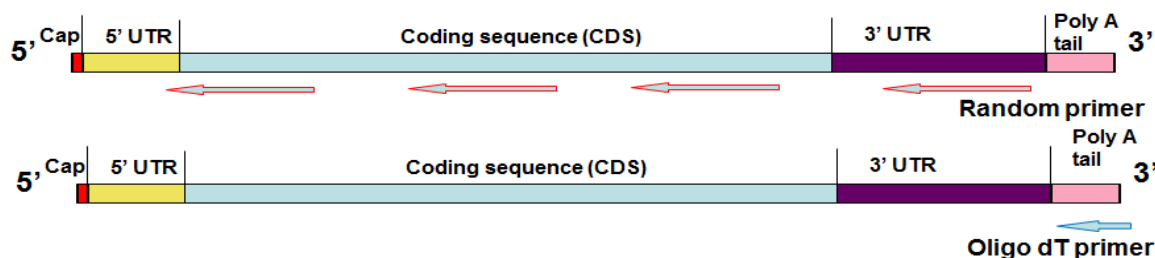 5’ Cap 5’ UTR Coding sequence (CDS) 3’ UTR Poly A tail 3’
Random primer
5’ Cap 5’ UTR Coding sequence (CDS) 3’ UTR Poly A tail 3’
Oligo dT primer